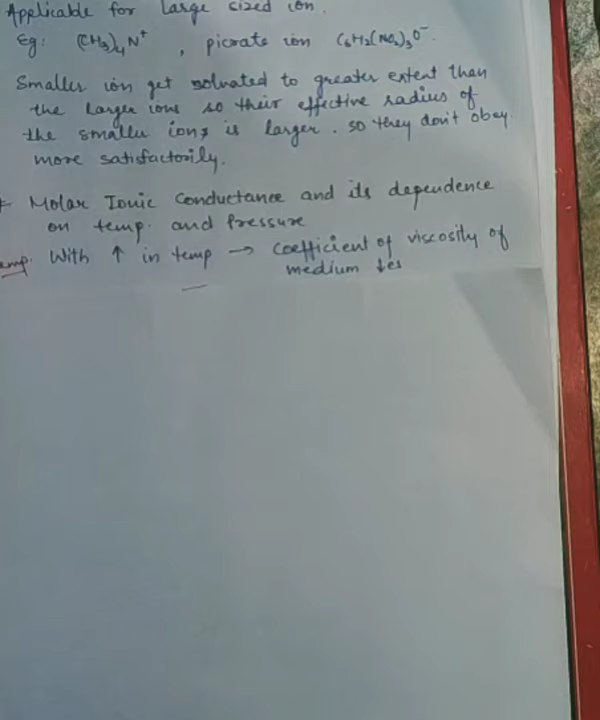 Applicable for Large sized ion.
Eg: (CH3)4N+ , picrate ion C6H2(NO2)3O-.
Smaller ion get solvated to greater extent than
the larger ions so their effective radius of
the smaller ions is larger. so they don't obey
more satisfactorily.
Molar Ionic Conductance and its dependence
on temp. and Pressure
With ↑ in temp → coefficient of viscosity of
medium ↓es